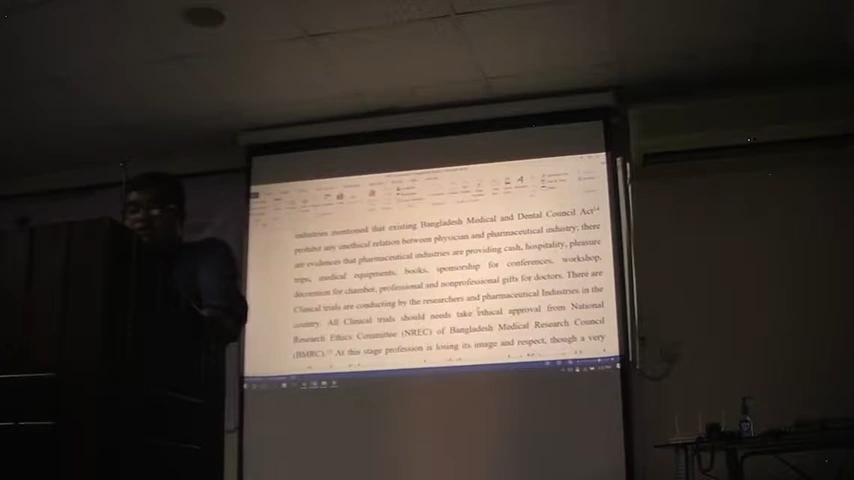 industries mentioned that existing Bangladesh Medical and Dental Council Act
prohibit any unethical relation between physician and pharmaceutical industry; there
are evidences that pharmaceutical industries are providing cash, hospitality, pleasure
trips, medical equipments, books, sponsorship for conferences, workshop,
decoration for chamber, professional and nonprofessional gifts for doctors. There are
Clinical trials are conducting by the researchers and pharmaceutical Industries in the
country. All Clinical trials should needs take ethical approval from National
Research Ethics Committee (NREC) of Bangladesh Medical Research Council
(BMRC). At this stage profession is losing its image and respect, though a very